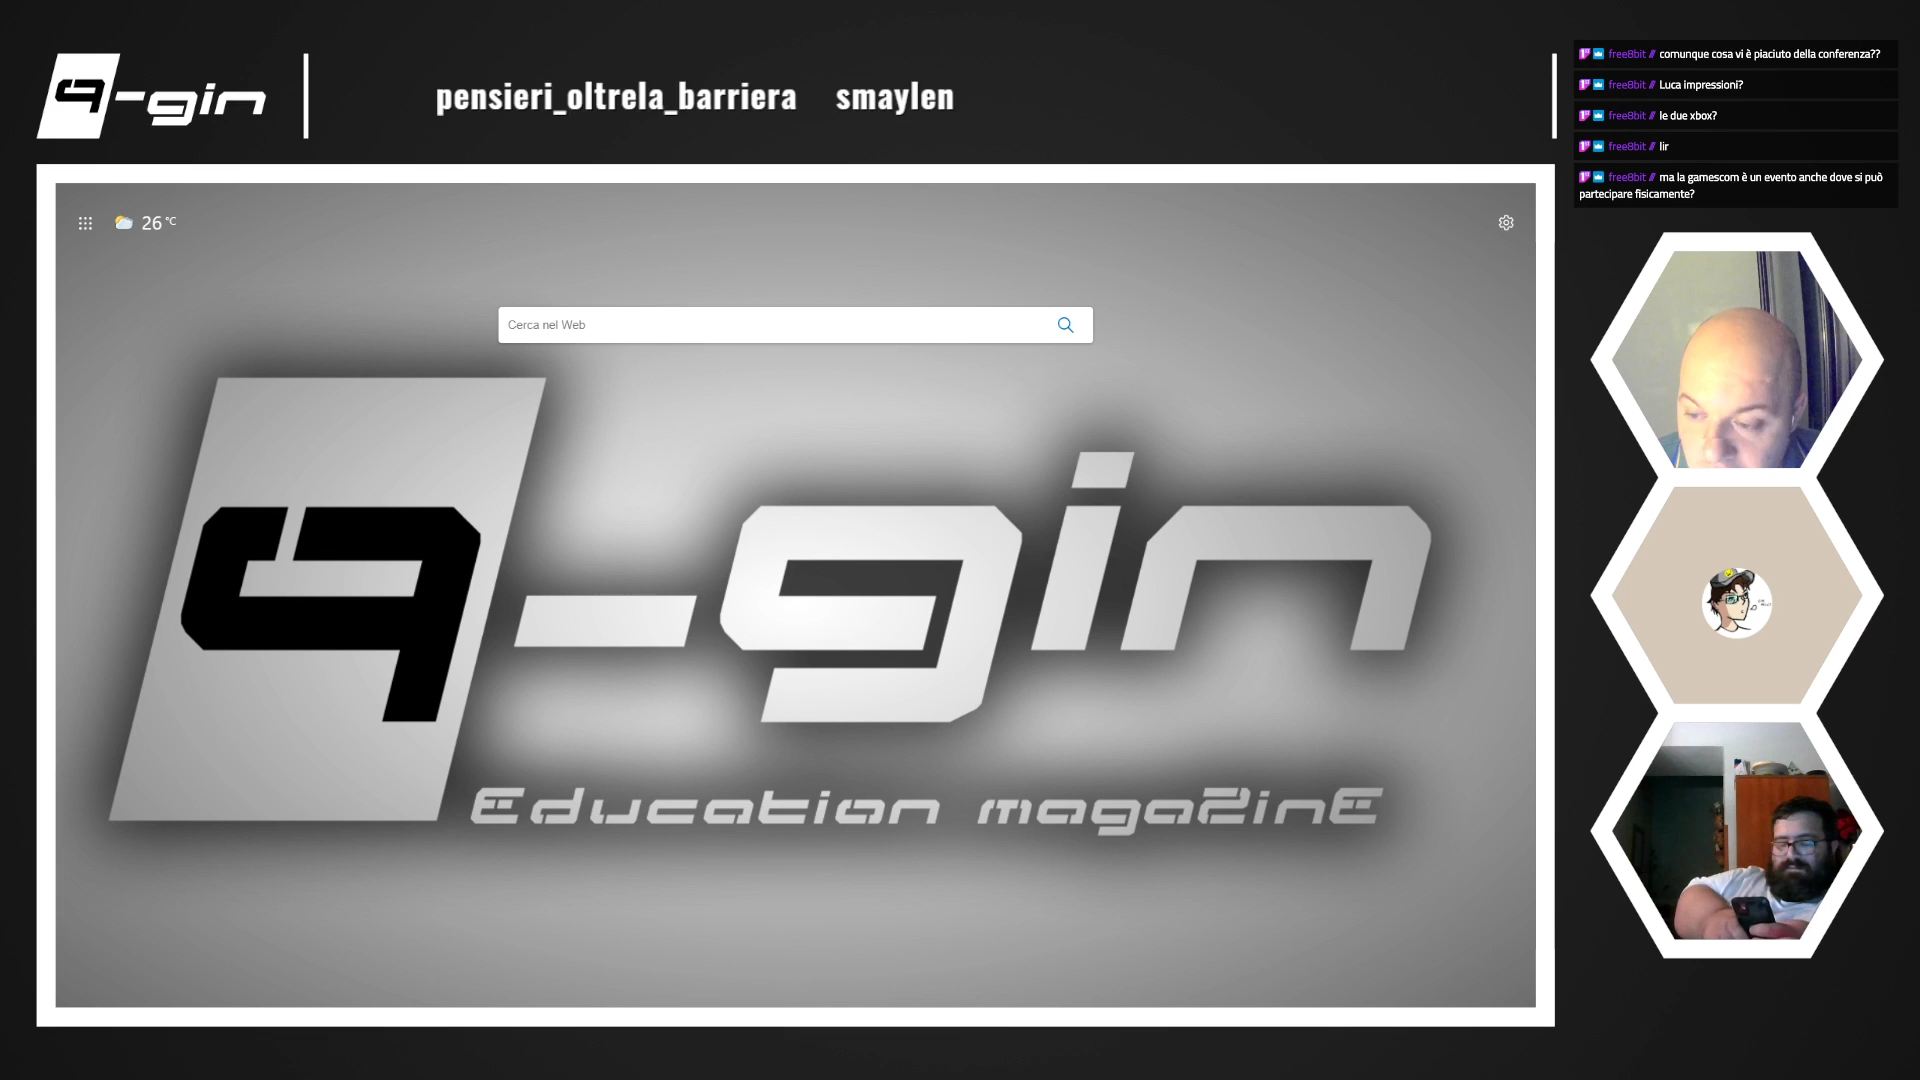 q-gin
pensieri_oltrela_barriera smaylen
free8bit // comunque cosa vi è piaciuto della conferenza??
free8bit // Luca impressioni?
free8bit // le due xbox?
free8bit // lir
free8bit // ma la gamescom è un evento anche dove si può
partecipare fisicamente?
26 °C
Cerca nel Web
q-gin
Education magaZinE